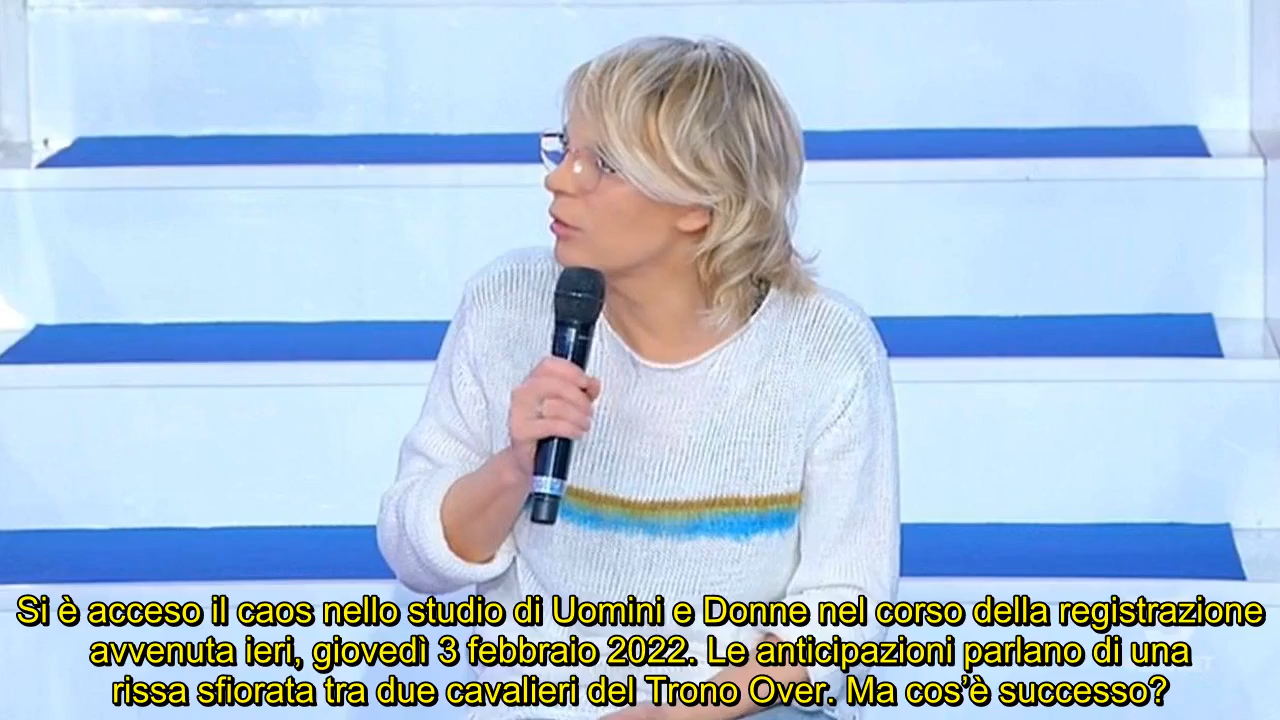 Si è acceso il caos nello studio di Uomini e Donne nel corso della registrazione
avvenuta ieri, giovedì 3 febbraio 2022. Le anticipazioni parlano di una
rissa sfiorata tra due cavalieri del Trono Over. Ma cos’è successo?